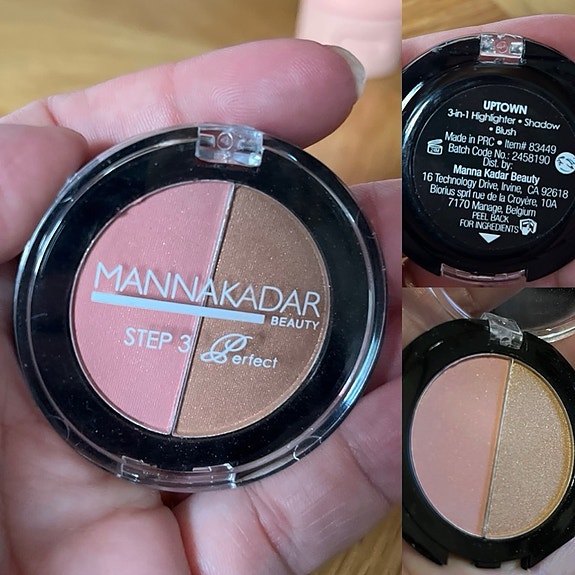 MANNAKADAR
BEAUTY
STEP 3 Perfect
UPTOWN
3-in-1 Highlighter • Shadow
• Blush
Made in PRC • Item# 83449
Batch Code No.: 2458190
Dist. by:
Manna Kadar Beauty
16 Technology Drive, Irvine, CA 92618
Biorius sprl rue de la Croyère, 10A
7170 Manage, Belgium
PEEL BACK
FOR INGREDIENTS